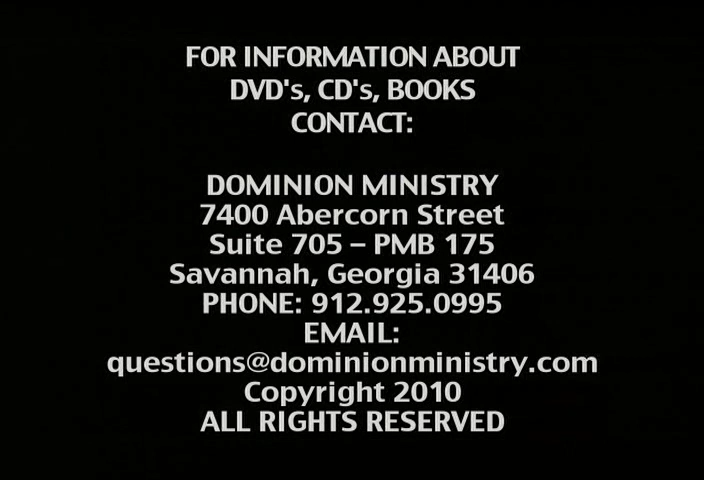 FOR INFORMATION ABOUT
DVD's, CD's, BOOKS
CONTACT:
DOMINION MINISTRY
7400 Abercorn Street
Suite 705 – PMB 175
Savannah, Georgia 31406
PHONE: 912.925.0995
EMAIL:
questions@dominionministry.com
Copyright 2010
ALL RIGHTS RESERVED